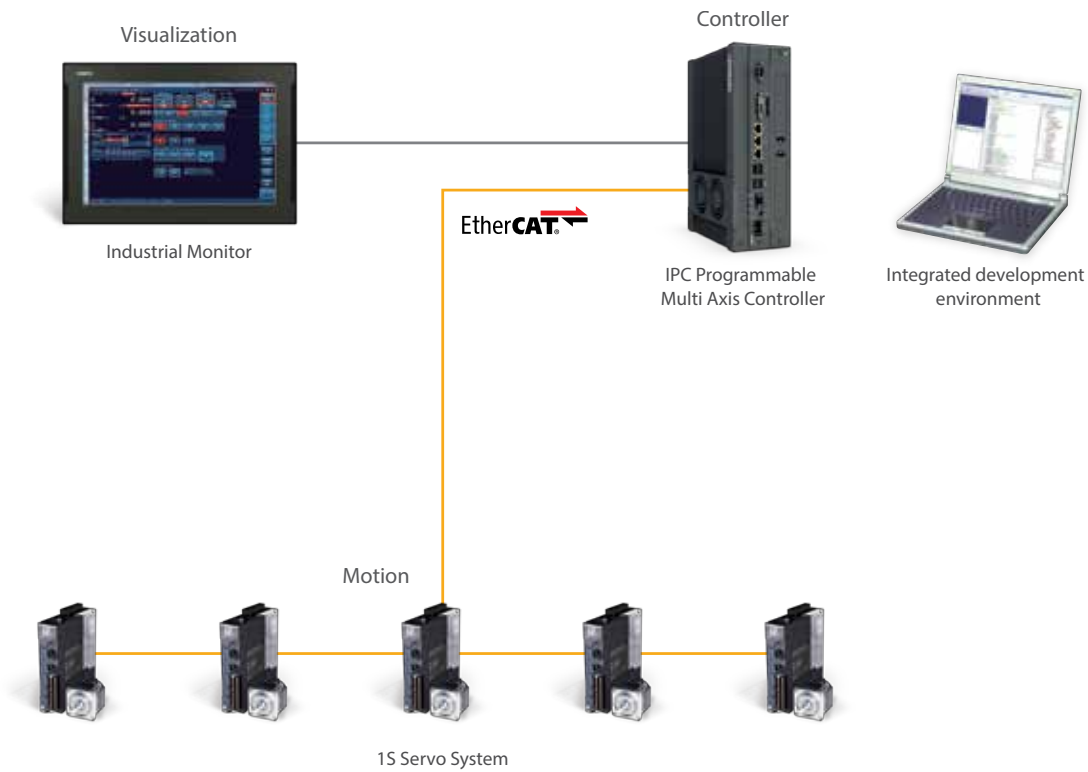 Visualization
Controller
Industrial Monitor
EtherCAT®
IPC Programmable
Multi Axis Controller
Integrated development
environment
Motion
1S Servo System